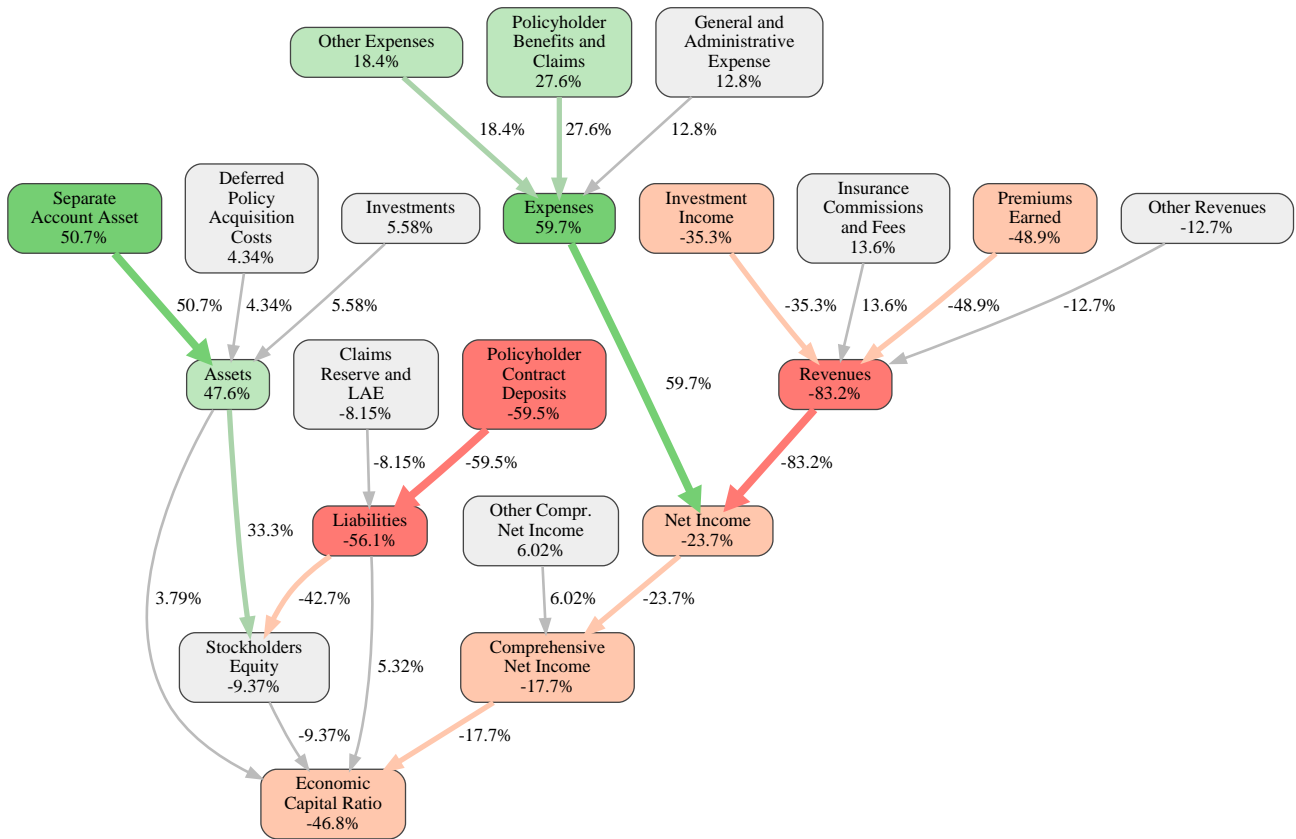 Other Expenses
18.4%
Policyholder
Benefits and
Claims
27.6%
General and
Administrative
Expense
12.8%
18.4%
27.6%
12.8%
Separate
Account Asset
50.7%
Deferred
Policy
Acquisition
Costs
4.34%
Investments
5.58%
Expenses
59.7%
Investment
Income
-35.3%
Insurance
Commissions
and Fees
13.6%
Premiums
Earned
-48.9%
Other Revenues
-12.7%
50.7%
4.34%
5.58%
-35.3%
13.6%
-48.9%
-12.7%
Assets
47.6%
Claims
Reserve and
LAE
-8.15%
Policyholder
Contract
Deposits
-59.5%
59.7%
Revenues
-83.2%
-8.15%
-59.5%
-83.2%
33.3%
Liabilities
-56.1%
Other Compr.
Net Income
6.02%
Net Income
-23.7%
3.79%
-42.7%
6.02%
-23.7%
Stockholders
Equity
-9.37%
5.32%
Comprehensive
Net Income
-17.7%
-9.37%
-17.7%
Economic
Capital Ratio
-46.8%